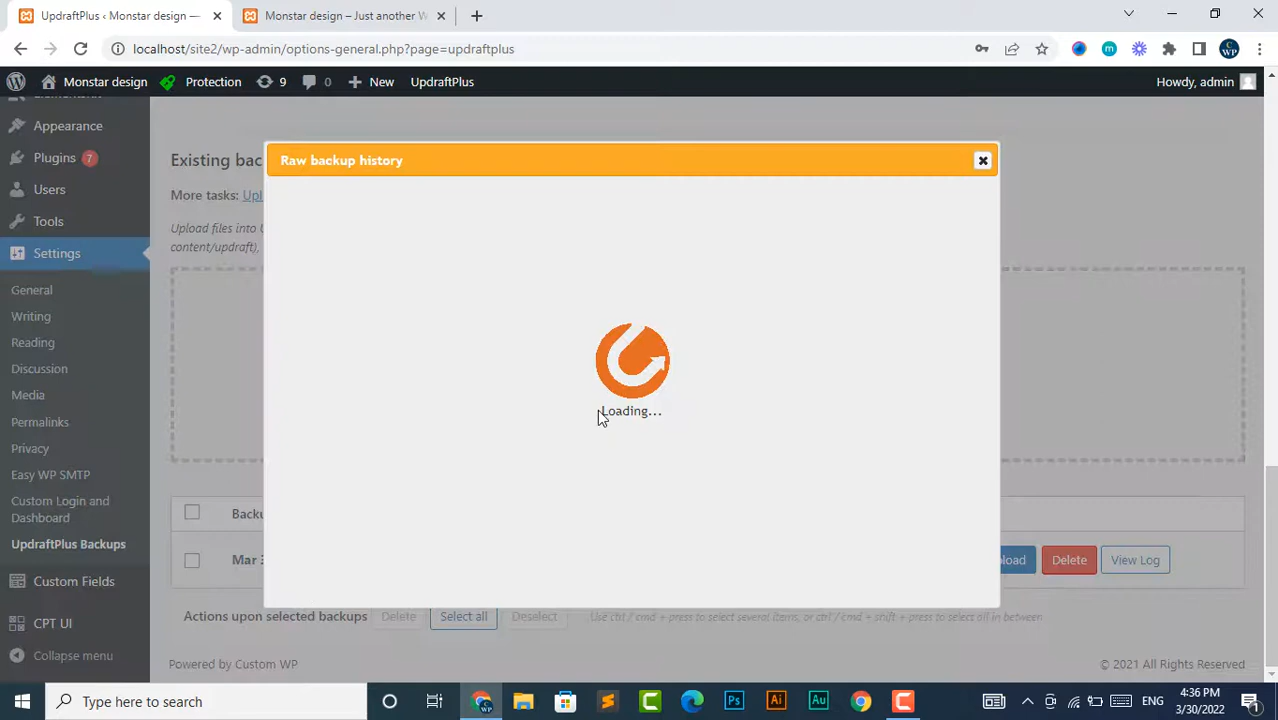 UpdraftPlus ‹ Monstar design —
Monstar design – Just another W
localhost/site2/wp-admin/options-general.php?page=updraftplus
Monstar design
Protection
9
0
New
UpdraftPlus
Howdy, admin
Appearance
Plugins 7
Users
Tools
Settings
General
Writing
Reading
Discussion
Media
Permalinks
Privacy
Easy WP SMTP
Custom Login and
Dashboard
UpdraftPlus Backups
Custom Fields
CPT UI
Collapse menu
Existing bac
More tasks: Upl
Upload files into U
content/updraft),
Raw backup history
Loading...
Backu
Mar 3
load
Delete
View Log
Actions upon selected backups
Delete
Select all
Deselect
Use ctrl / cmd + press to select several items, or ctrl / cmd + shift + press to select all in between
Powered by Custom WP
© 2021 All Rights Reserved
Type here to search
Ps
Ai
Au
ENG
4:36 PM
3/30/2022
1